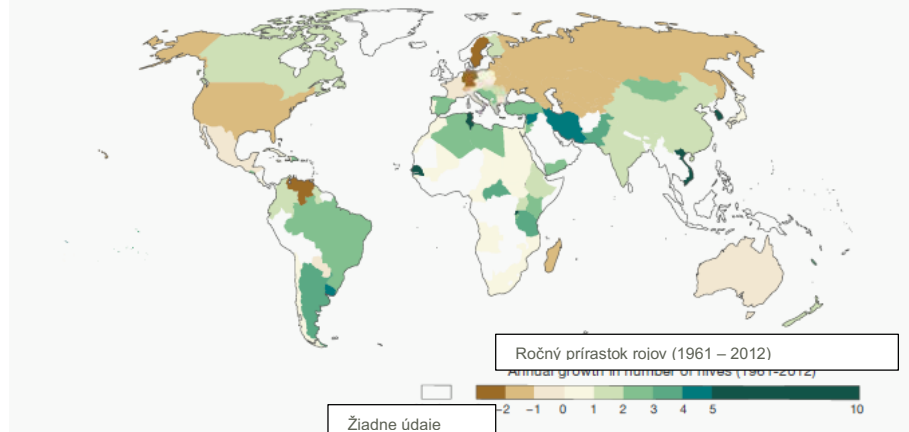 Ročný prírastok rojov (1961 – 2012)
Annual growth in number of hives (1961-2012)
-2 -1 0 1 2 3 4 5 10
Žiadne údaje